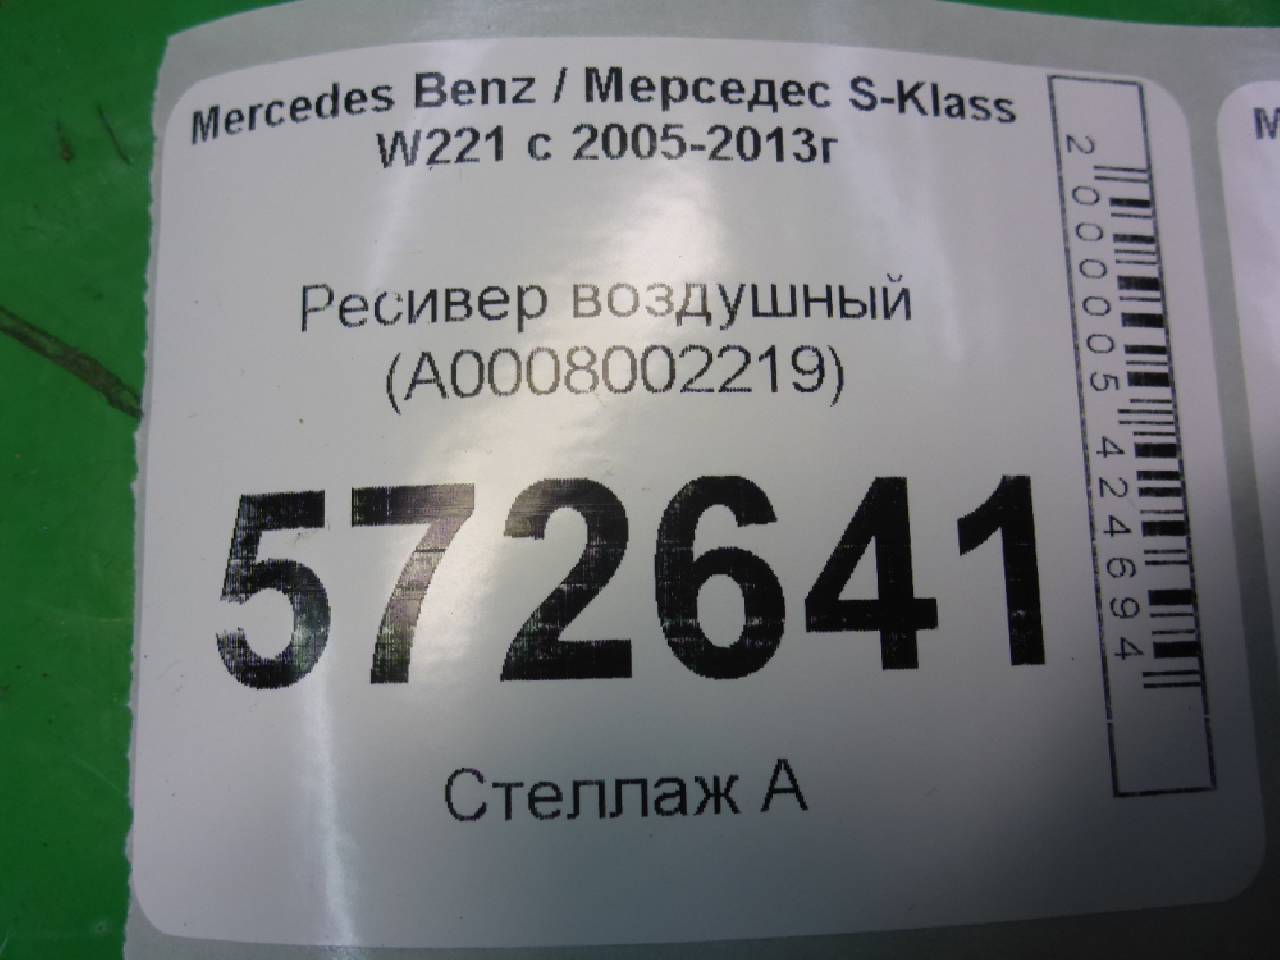 Mercedes Benz / Мерседес S-Klass
W221 с 2005-2013г
Ресивер воздушный
(A0008002219)
572641
Стеллаж А
2000005424694
M